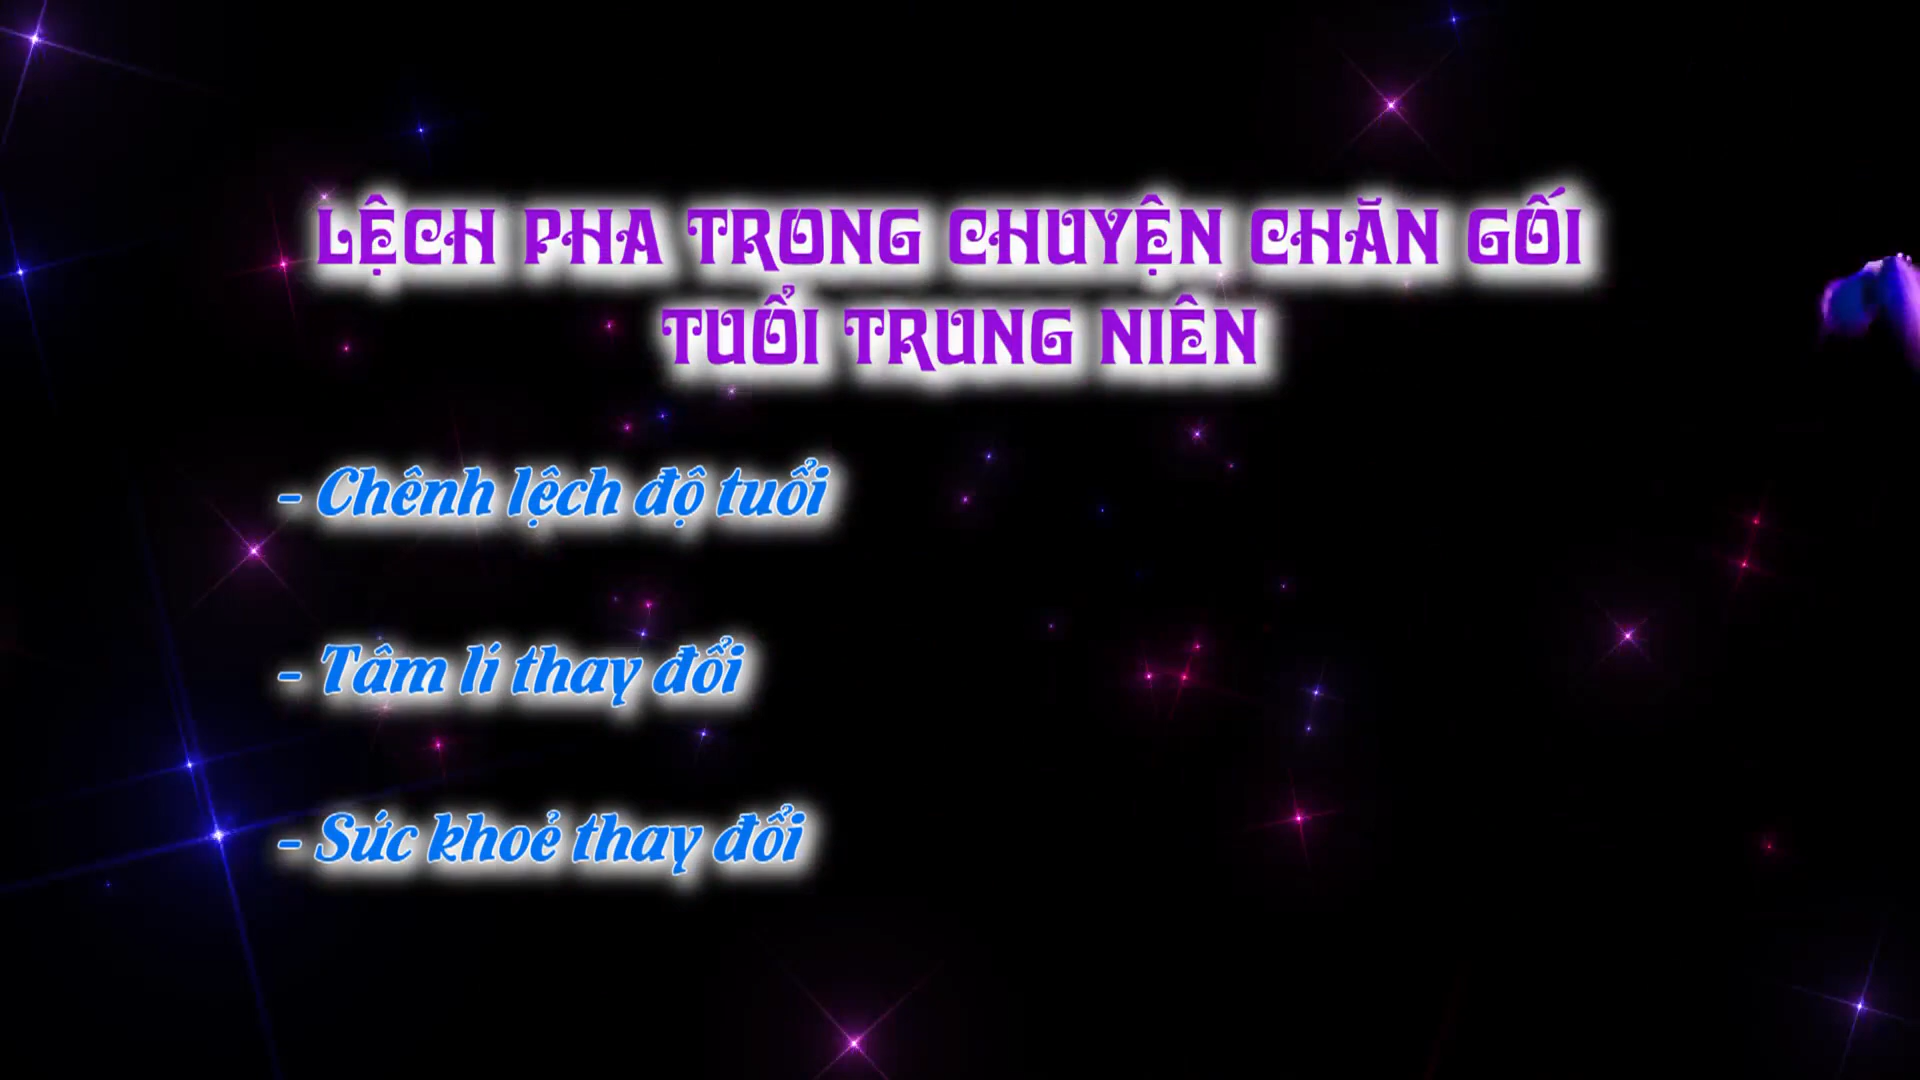 LỆCH PHA TRONG CHUYỆN CHĂN GỐI
TUỔI TRUNG NIÊN
- Chênh lệch độ tuổi
- Tâm lí thay đổi
- Sức khoẻ thay đổi